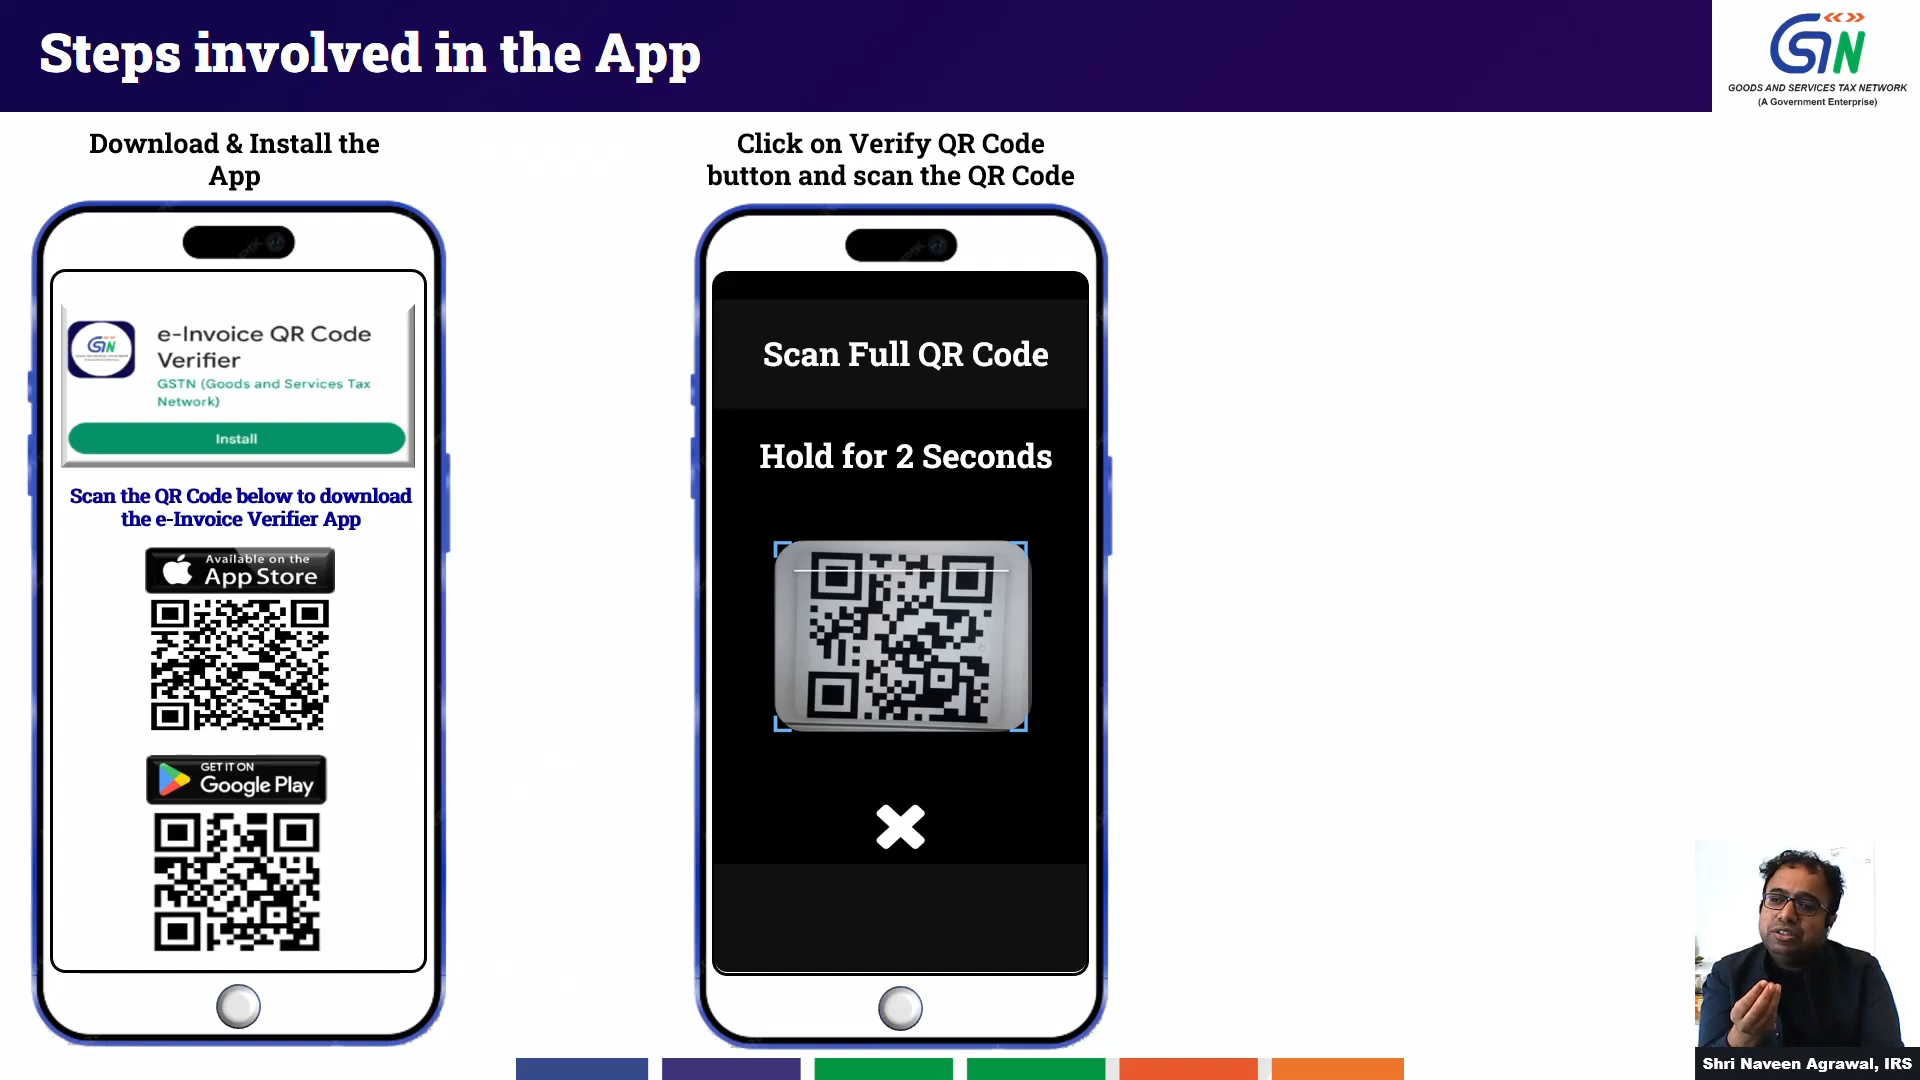 Steps involved in the App
GSTN
GOODS AND SERVICES TAX NETWORK
(A Government Enterprise)
Download & Install the
App
e-Invoice QR Code
Verifier
GSTN (Goods and Services Tax
Network)
Install
Scan the QR Code below to download
the e-Invoice Verifier App
Available on the
App Store
GET IT ON
Google Play
Click on Verify QR Code
button and scan the QR Code
Scan Full QR Code
Hold for 2 Seconds
Shri Naveen Agrawal, IRS